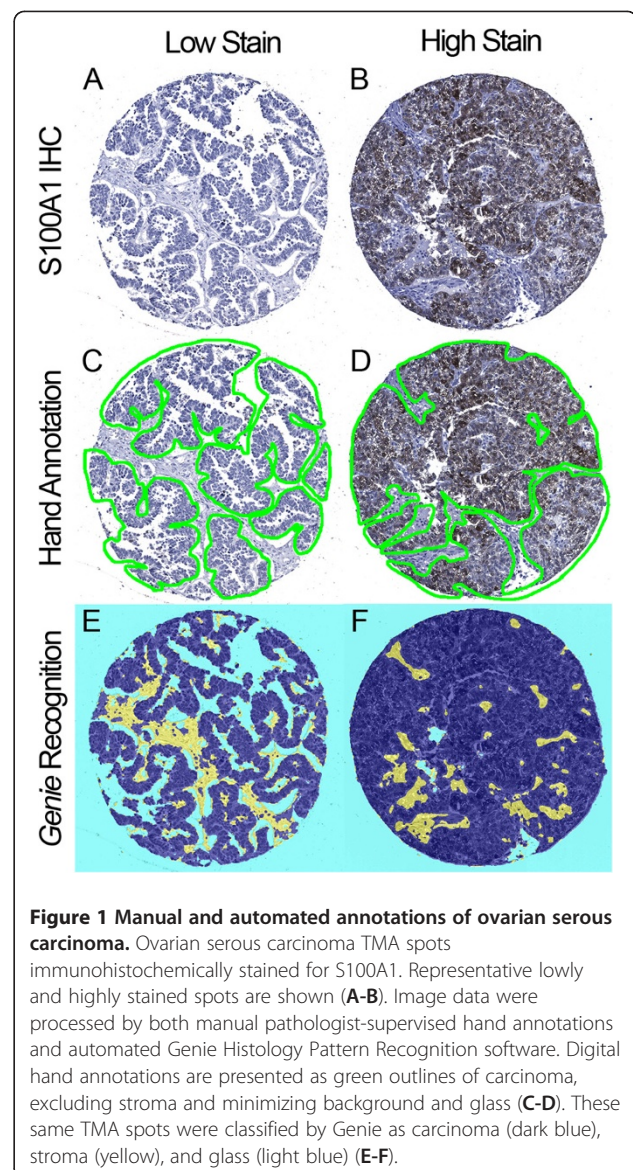 Low Stain
High Stain
A
B
S100A1 IHC
C
D
Hand Annotation
E
F
Genie Recognition
Figure 1 Manual and automated annotations of ovarian serous
carcinoma. Ovarian serous carcinoma TMA spots
immunohistochemically stained for S100A1. Representative lowly
and highly stained spots are shown (A-B). Image data were
processed by both manual pathologist-supervised hand annotations
and automated Genie Histology Pattern Recognition software. Digital
hand annotations are presented as green outlines of carcinoma,
excluding stroma and minimizing background and glass (C-D). These
same TMA spots were classified by Genie as carcinoma (dark blue),
stroma (yellow), and glass (light blue) (E-F).